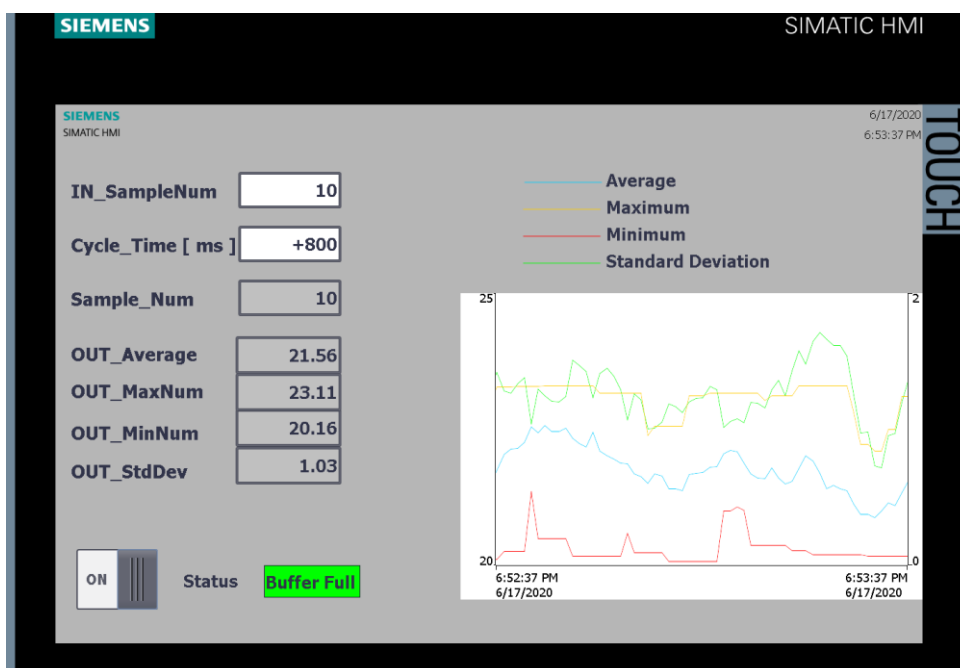 SIEMENS
SIMATIC HMI
SIEMENS
SIMATIC HMI
6/17/2020
6:53:37 PM
TOUCH
IN_SampleNum 10
Cycle_Time [ ms ] +800
Sample_Num 10
OUT_Average 21.56
OUT_MaxNum 23.11
OUT_MinNum 20.16
OUT_StdDev 1.03
ON
Status
Buffer Full
Average
Maximum
Minimum
Standard Deviation
25
2
20
0
6:52:37 PM
6/17/2020
6:53:37 PM
6/17/2020